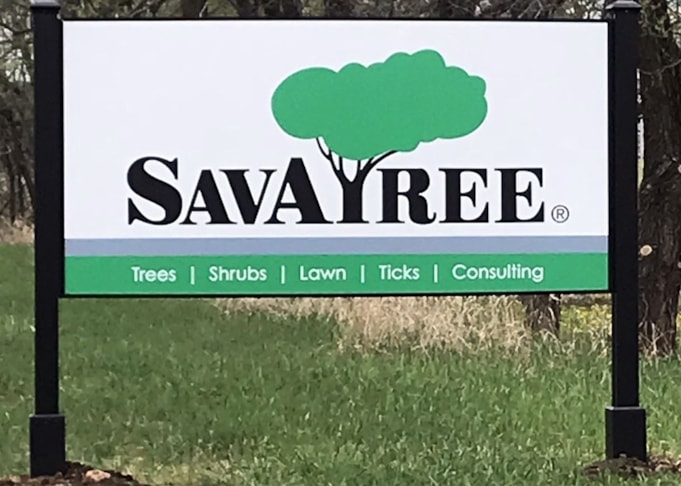 SAVATREE®
Trees | Shrubs | Lawn | Ticks | Consulting